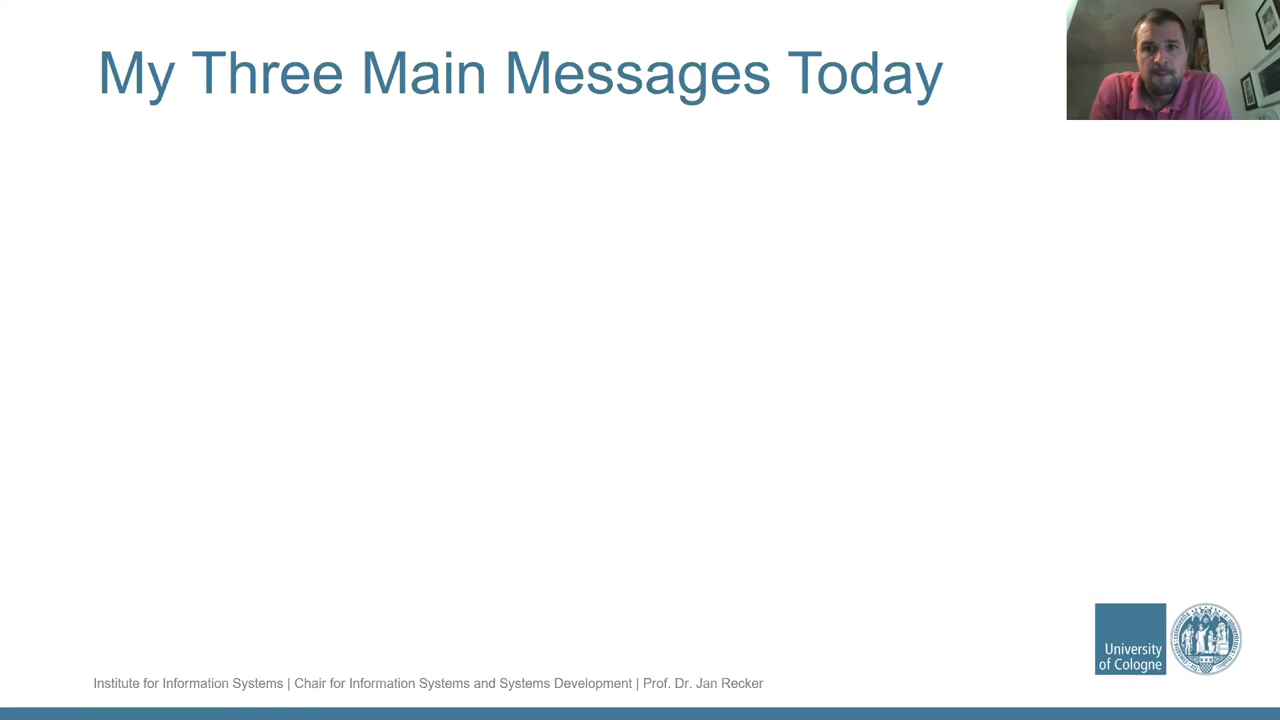 My Three Main Messages Today
University
of Cologne
Institute for Information Systems | Chair for Information Systems and Systems Development | Prof. Dr. Jan Recker